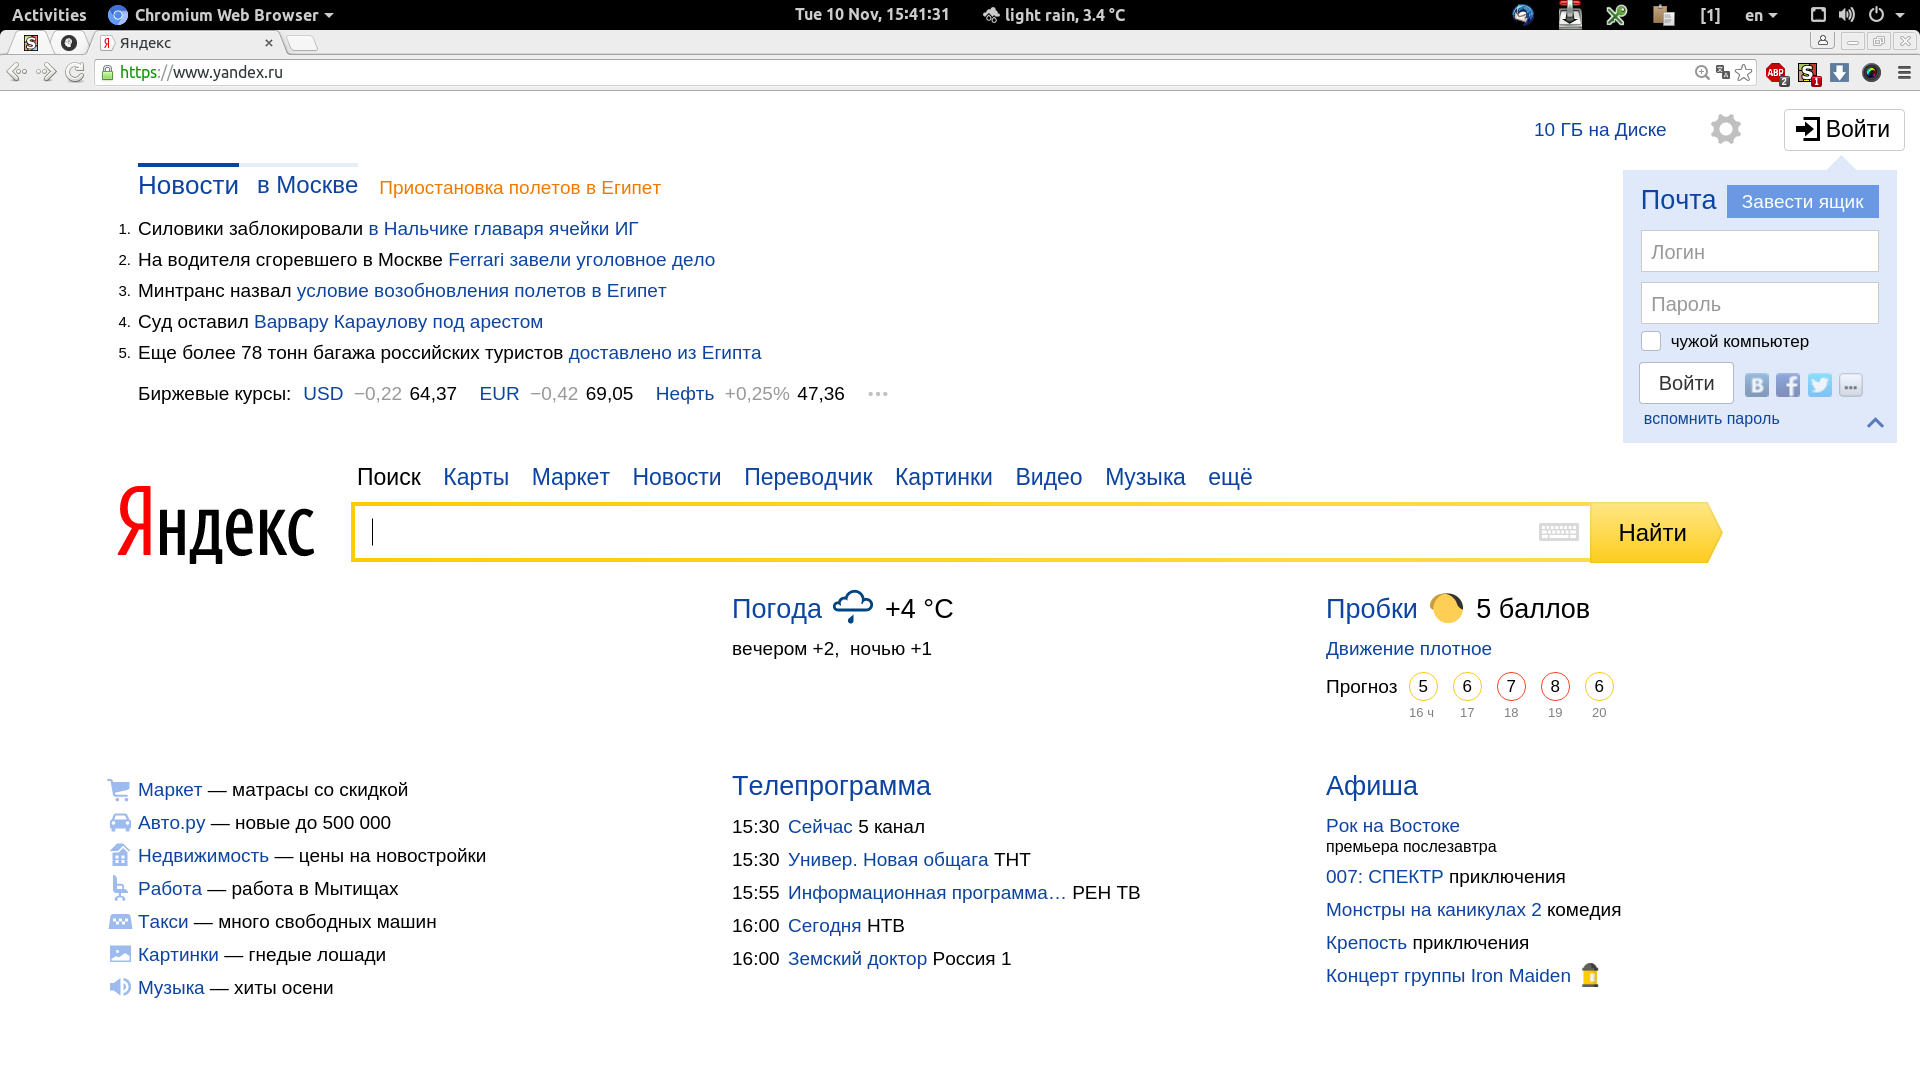 Activities Chromium Web Browser Tue 10 Nov, 15:41:31 light rain, 3.4 °C [1] en
Яндекс
https://www.yandex.ru ABP 2 1
10 ГБ на Диске Войти
Новости в Москве Приостановка полетов в Египет
1. Силовики заблокировали в Нальчике главаря ячейки ИГ
2. На водителя сгоревшего в Москве Ferrari завели уголовное дело
3. Минтранс назвал условие возобновления полетов в Египет
4. Суд оставил Варвару Караулову под арестом
5. Еще более 78 тонн багажа российских туристов доставлено из Египта
Биржевые курсы: USD −0,22 64,37 EUR −0,42 69,05 Нефть +0,25% 47,36
Почта Завести ящик
Логин
Пароль
чужой компьютер
Войти
вспомнить пароль
Поиск Карты Маркет Новости Переводчик Картинки Видео Музыка ещё
Яндекс Найти
Погода +4 °C
вечером +2, ночью +1
Пробки 5 баллов
Движение плотное
Прогноз 5 6 7 8 6
16 ч 17 18 19 20
Маркет — матрасы со скидкой
Авто.ру — новые до 500 000
Недвижимость — цены на новостройки
Работа — работа в Мытищах
Такси — много свободных машин
Картинки — гнедые лошади
Музыка — хиты осени
Телепрограмма
15:30 Сейчас 5 канал
15:30 Универ. Новая общага ТНТ
15:55 Информационная программа… РЕН ТВ
16:00 Сегодня НТВ
16:00 Земский доктор Россия 1
Афиша
Рок на Востоке
премьера послезавтра
007: СПЕКТР приключения
Монстры на каникулах 2 комедия
Крепость приключения
Концерт группы Iron Maiden